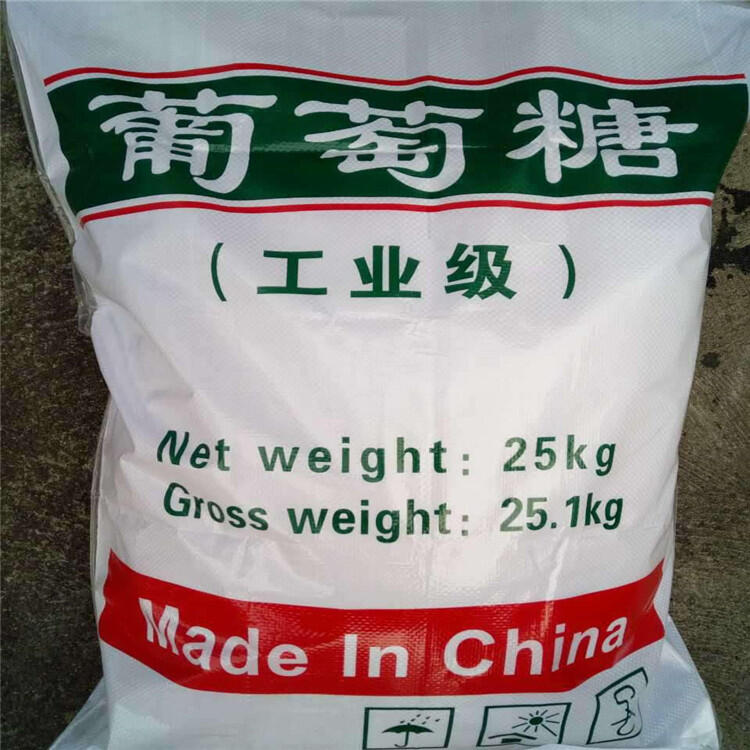 葡萄糖
（工业级）
Net weight: 25kg
Gross weight: 25.1kg
Made In China